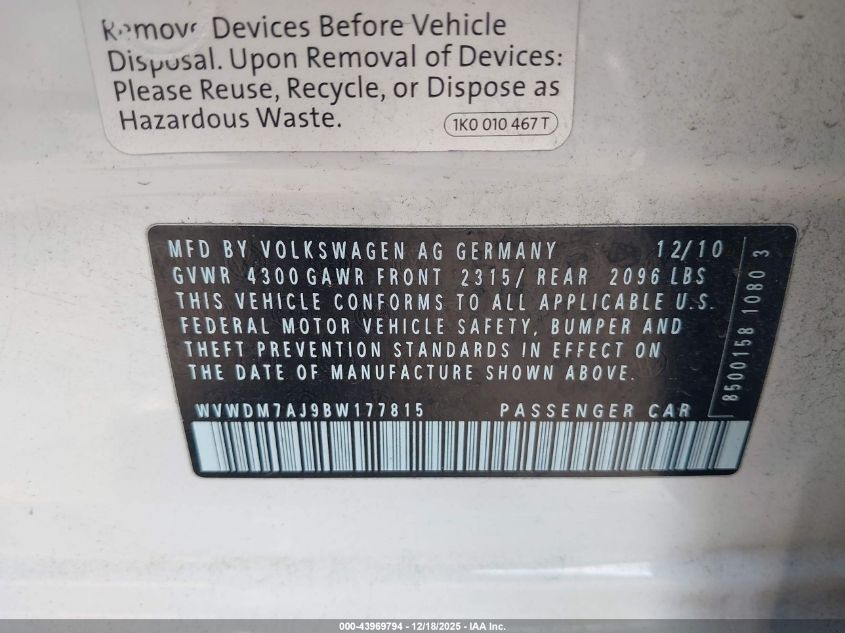 Remove Devices Before Vehicle
Disposal. Upon Removal of Devices:
Please Reuse, Recycle, or Dispose as
Hazardous Waste.
1K0 010 467 T
MFD BY VOLKSWAGEN AG GERMANY 12/10
GVWR 4300 GAWR FRONT 2315/ REAR 2096 LBS
THIS VEHICLE CONFORMS TO ALL APPLICABLE U.S.
FEDERAL MOTOR VEHICLE SAFETY, BUMPER AND
THEFT PREVENTION STANDARDS IN EFFECT ON
THE DATE OF MANUFACTURE SHOWN ABOVE.
WVWDM7AJ9BW177815 PASSENGER CAR
8500158 1080 3
000-43969794 - 12/18/2025 - IAA Inc.